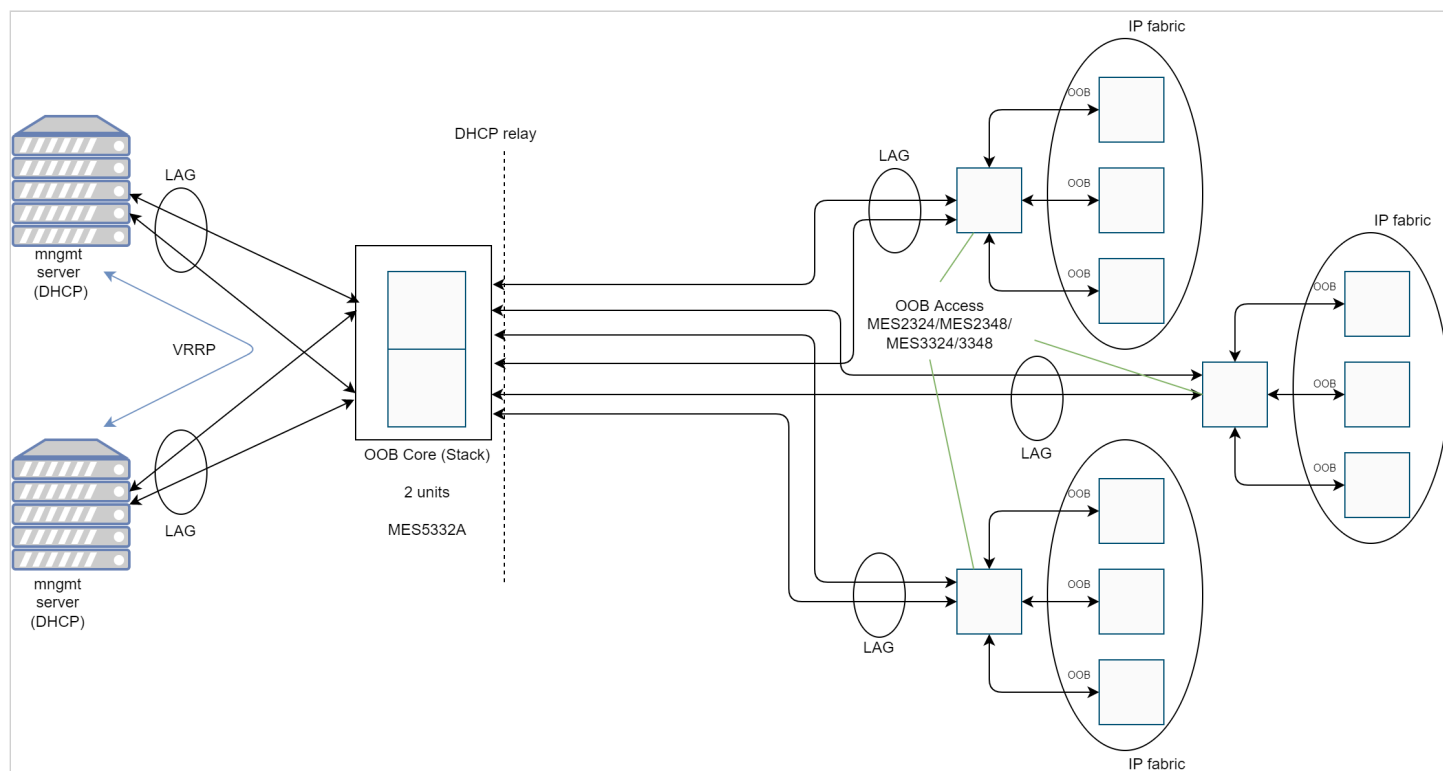 IP fabric
OOB
DHCP relay
LAG
LAG
OOB
IP fabric
mngmt
server
(DHCP)
OOB
OOB
OOB Access
MES2324/MES2348/
MES3324/3348
VRRP
OOB
OOB
LAG
LAG
OOB Core (Stack)
2 units
MES5332A
LAG
OOB
OOB
mngmt
server
(DHCP)
LAG
OOB
IP fabric